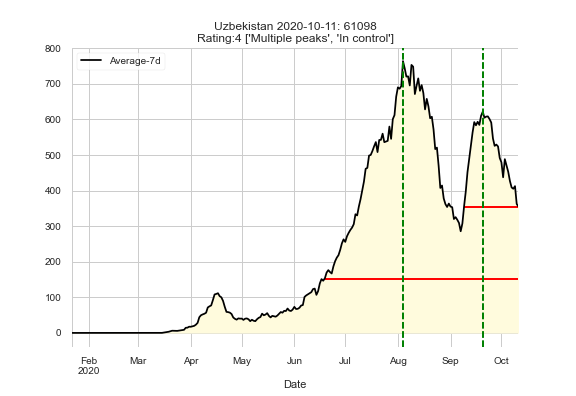 Uzbekistan 2020-10-11: 61098
Rating:4 ['Multiple peaks', 'In control']
Average-7d
800
700
600
500
400
300
200
100
0
Feb Mar Apr May Jun Jul Aug Sep Oct
2020
Date